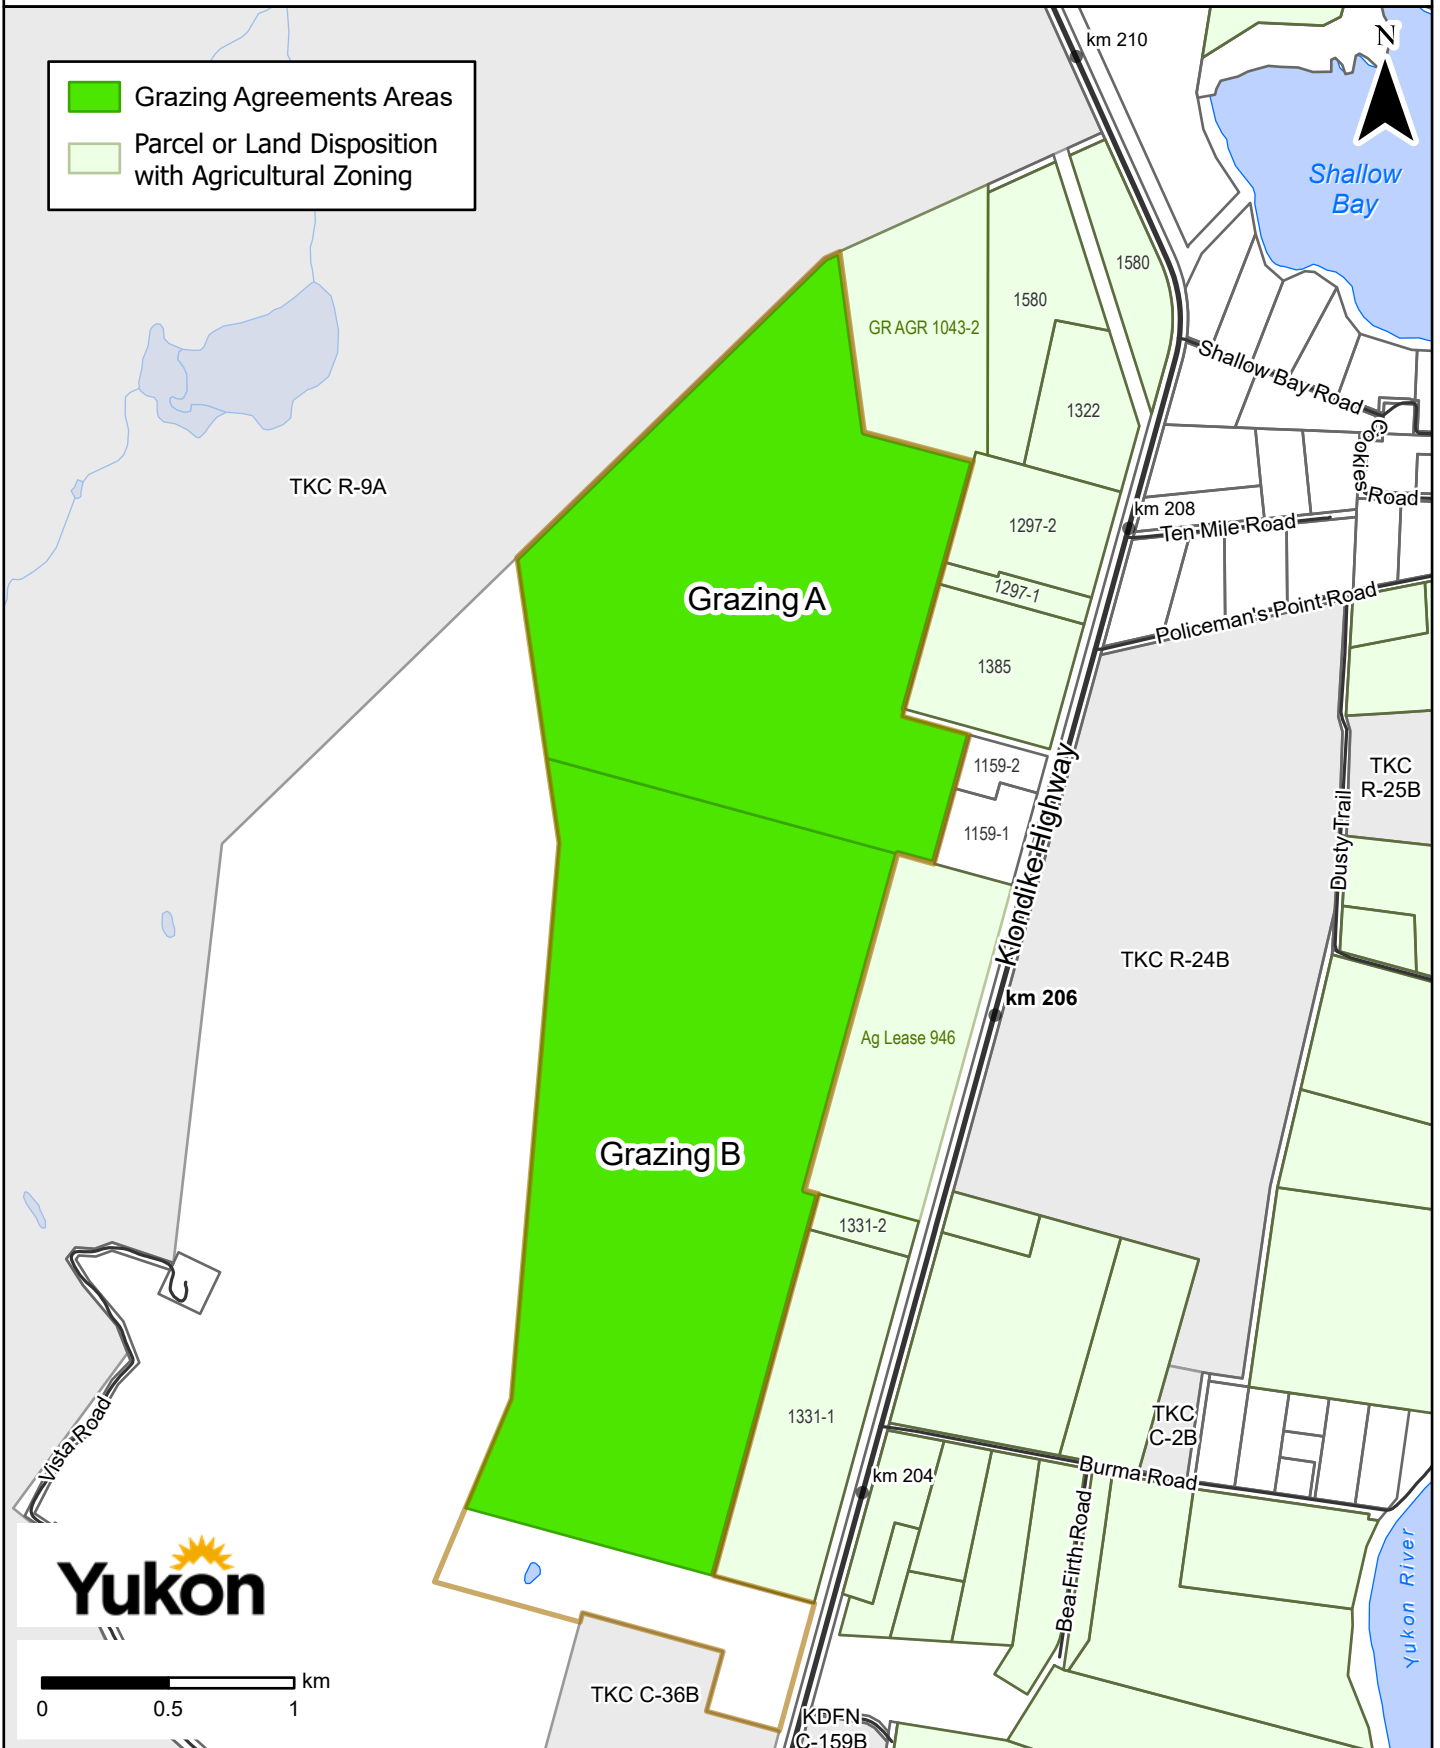 km 210
N
Grazing Agreements Areas
Parcel or Land Disposition
with Agricultural Zoning
Shallow
Bay
1580
1580
GR AGR 1043-2
Shallow Bay Road
1322
Cookies
Road
TKC R-9A
km 208
1297-2
Ten Mile Road
Grazing A
1297-1
Policeman's Point Road
1385
1159-2
TKC
R-25B
1159-1
Klondike Highway
Dusty Trail
TKC R-24B
km 206
Ag Lease 946
Grazing B
1331-2
1331-1
TKC
C-2B
Vista Road
km 204
Burma Road
Bea Firth Road
Yukon River
Yukon
km
0
0.5
1
TKC C-36B
KDFN
C-159B